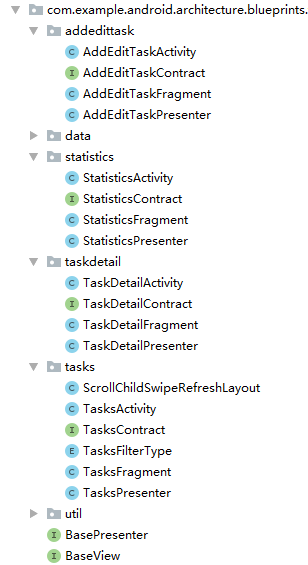 com.example.android.architecture.blueprints.
addedittask
C AddEditTaskActivity
I AddEditTaskContract
C AddEditTaskFragment
C AddEditTaskPresenter
data
statistics
C StatisticsActivity
I StatisticsContract
C StatisticsFragment
C StatisticsPresenter
taskdetail
C TaskDetailActivity
I TaskDetailContract
C TaskDetailFragment
C TaskDetailPresenter
tasks
C ScrollChildSwipeRefreshLayout
C TasksActivity
I TasksContract
E TasksFilterType
C TasksFragment
C TasksPresenter
util
I BasePresenter
I BaseView